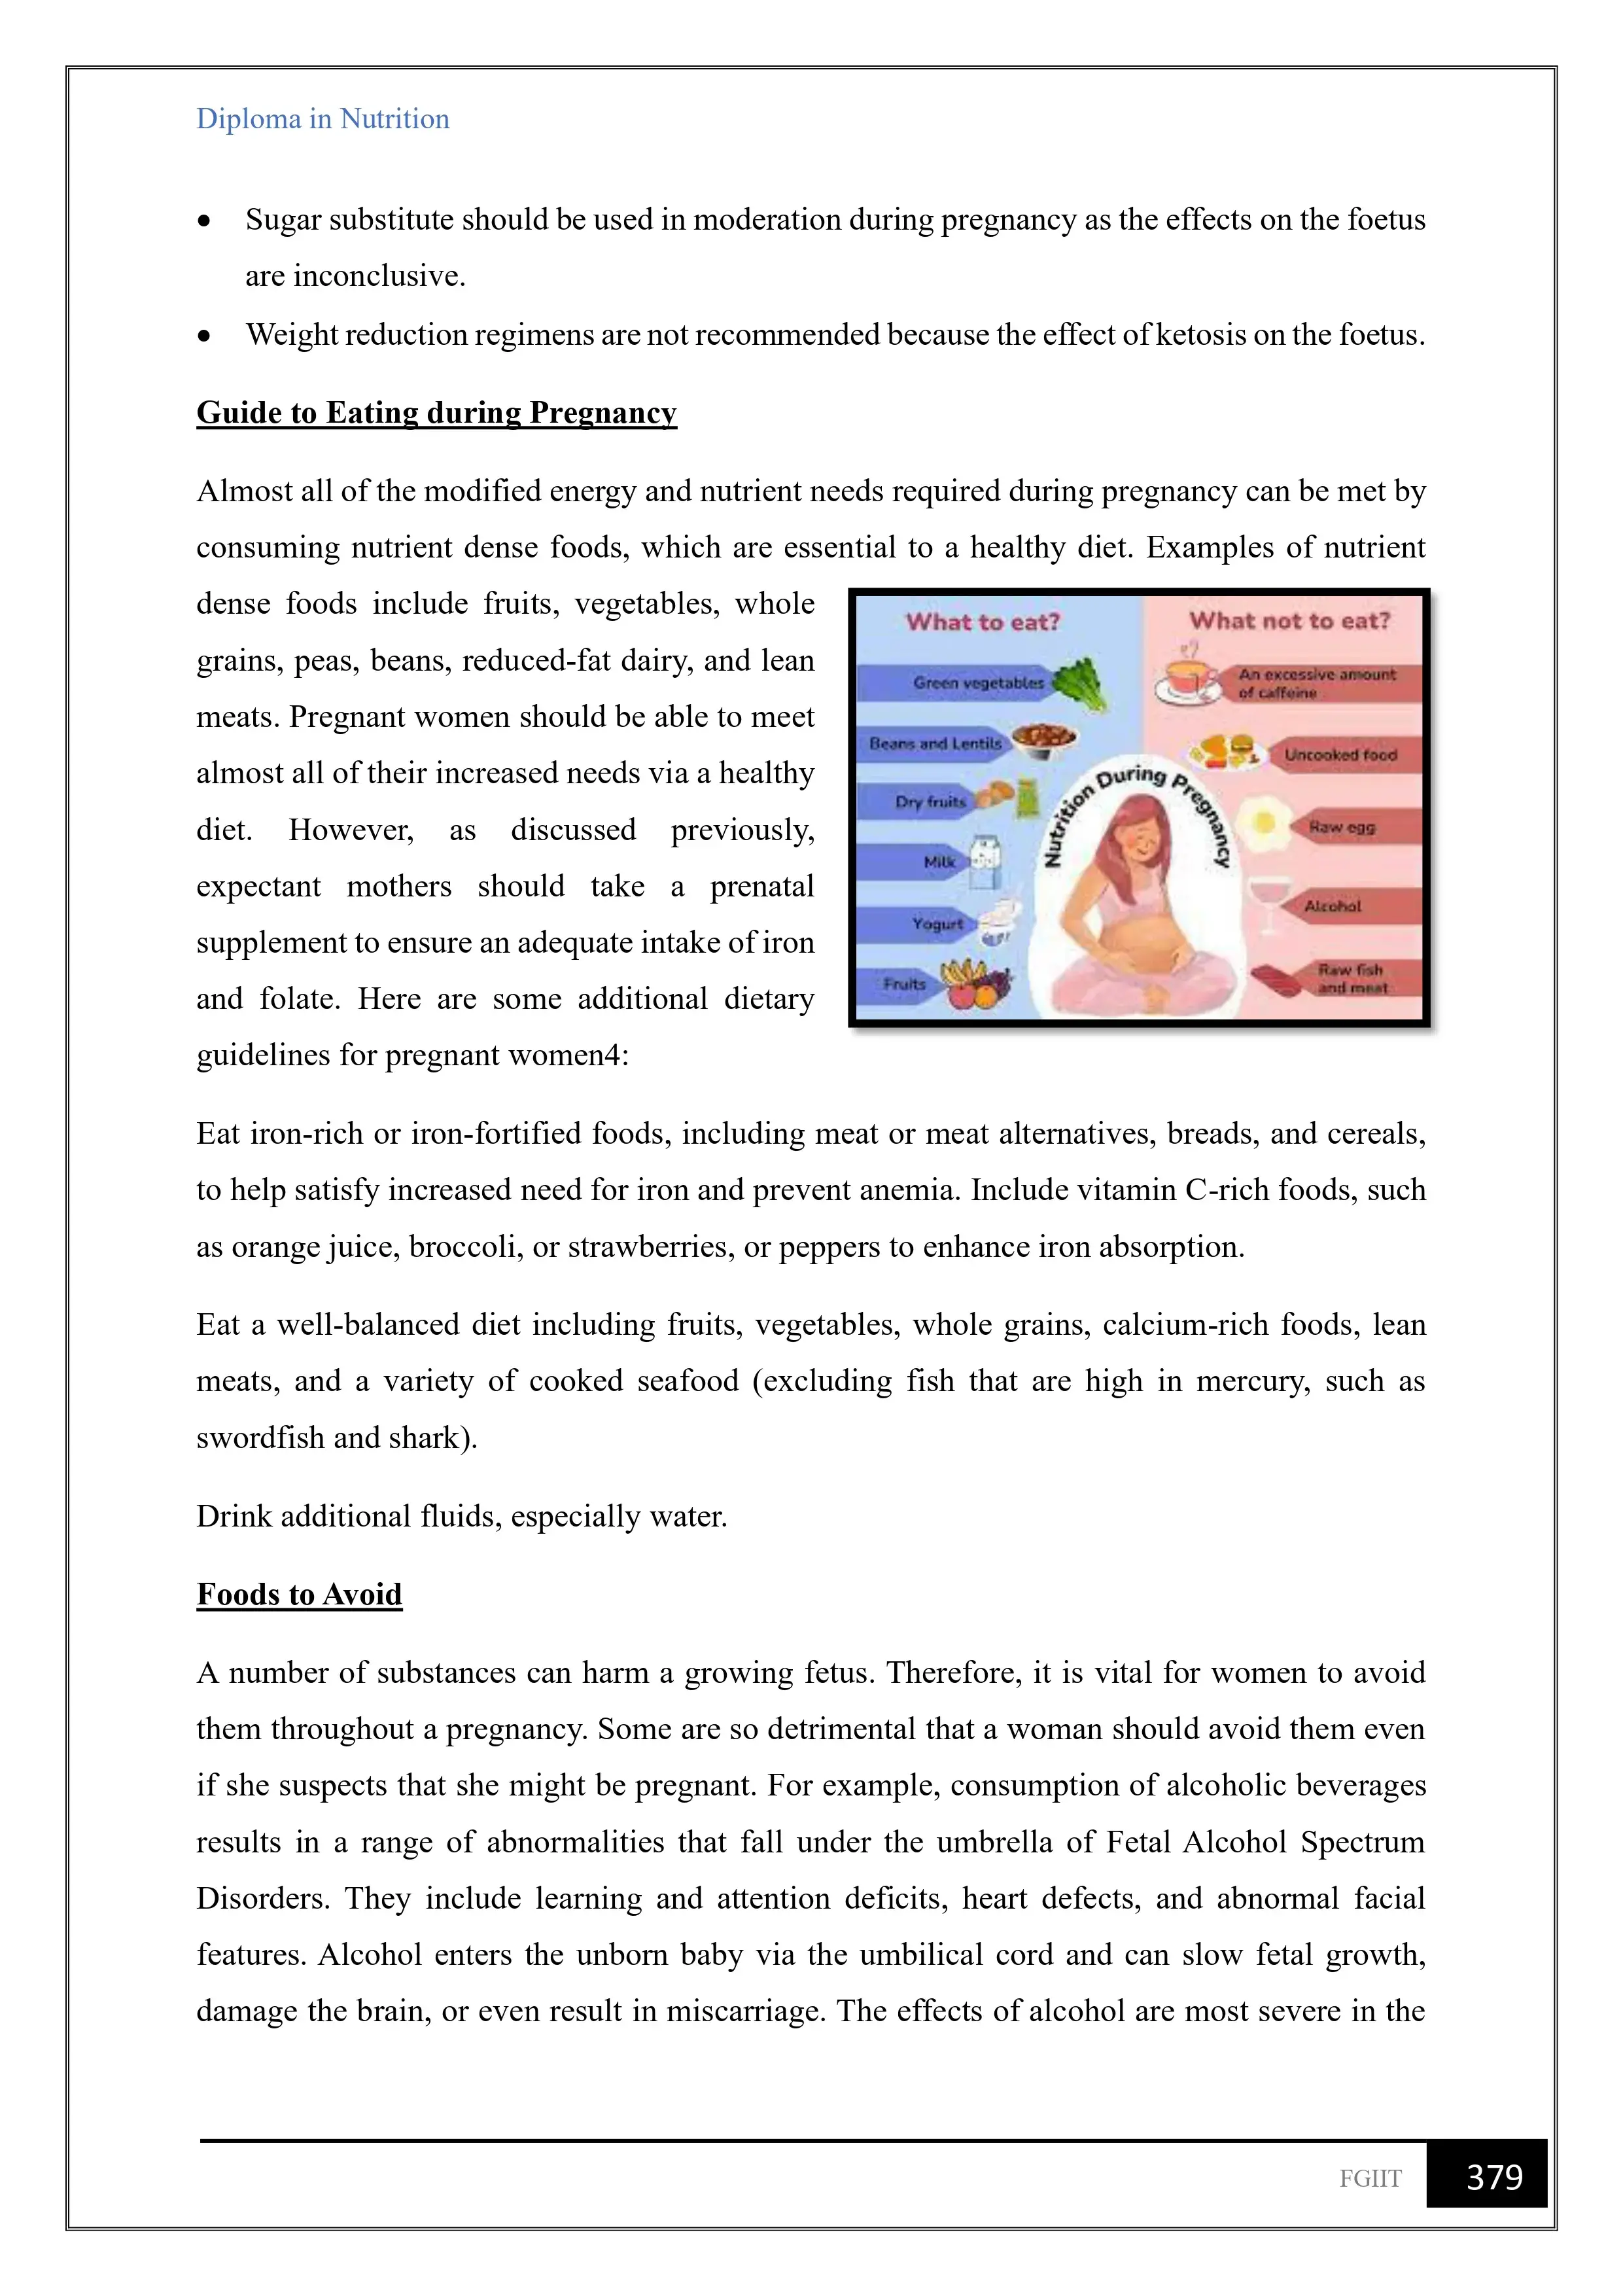 Diploma in Nutrition
• Sugar substitute should be used in moderation during pregnancy as the effects on the foetus
are inconclusive.
• Weight reduction regimens are not recommended because the effect of ketosis on the foetus.
Guide to Eating during Pregnancy
Almost all of the modified energy and nutrient needs required during pregnancy can be met by
consuming nutrient dense foods, which are essential to a healthy diet. Examples of nutrient
dense foods include fruits, vegetables, whole
grains, peas, beans, reduced-fat dairy, and lean
meats. Pregnant women should be able to meet
almost all of their increased needs via a healthy
diet. However, as discussed previously,
expectant mothers should take a prenatal
supplement to ensure an adequate intake of iron
and folate. Here are some additional dietary
guidelines for pregnant women4:
What to eat?
Green vegetables
Beans and Lentils
Dry fruits
Milk
Yogurt
Fruits
Nutrition During Pregnancy
What not to eat?
An excessive amount
of caffeine
Uncooked food
Raw egg
Alcohol
Raw fish
and meat
Eat iron-rich or iron-fortified foods, including meat or meat alternatives, breads, and cereals,
to help satisfy increased need for iron and prevent anemia. Include vitamin C-rich foods, such
as orange juice, broccoli, or strawberries, or peppers to enhance iron absorption.
Eat a well-balanced diet including fruits, vegetables, whole grains, calcium-rich foods, lean
meats, and a variety of cooked seafood (excluding fish that are high in mercury, such as
swordfish and shark).
Drink additional fluids, especially water.
Foods to Avoid
A number of substances can harm a growing fetus. Therefore, it is vital for women to avoid
them throughout a pregnancy. Some are so detrimental that a woman should avoid them even
if she suspects that she might be pregnant. For example, consumption of alcoholic beverages
results in a range of abnormalities that fall under the umbrella of Fetal Alcohol Spectrum
Disorders. They include learning and attention deficits, heart defects, and abnormal facial
features. Alcohol enters the unborn baby via the umbilical cord and can slow fetal growth,
damage the brain, or even result in miscarriage. The effects of alcohol are most severe in the
FGIIT
379